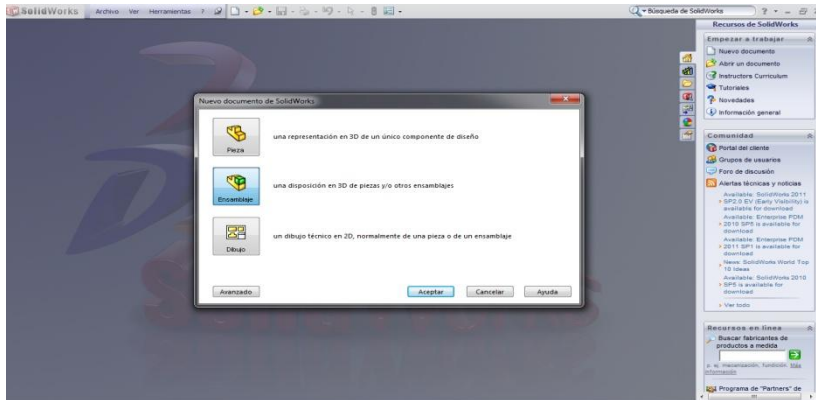 SolidWorks Archivo Ver Herramientas ? Búsqueda de SolidWorks ?
Nuevo documento de SolidWorks
Pieza
una representación en 3D de un único componente de diseño
Ensamblaje
una disposición en 3D de piezas y/o otros ensamblajes
Dibujo
un dibujo técnico en 2D, normalmente de una pieza o de un ensamblaje
Avanzado Aceptar Cancelar Ayuda
Recursos de SolidWorks
Empezar a trabajar
Nuevo documento
Abrir un documento
Instructors Curriculum
Tutoriales
Novedades
Información general
Comunidad
Portal del cliente
Grupos de usuarios
Foro de discusión
Alertas técnicas y noticias
Available: SolidWorks 2011
SP2.0 EV (Early Visibility) is
available for download
Available: Enterprise PDM
2010 SP5 is available for
download
Available: Enterprise PDM
2011 SP1 is available for
download
News: SolidWorks World Top
10 Ideas
Available: SolidWorks 2010
SP5 is available for
download
Ver todo
Recursos en línea
Buscar fabricantes de
productos a medida
p. ej. mecanización, fundición. Más
información
Programa de "Partners" de
SolidWorks